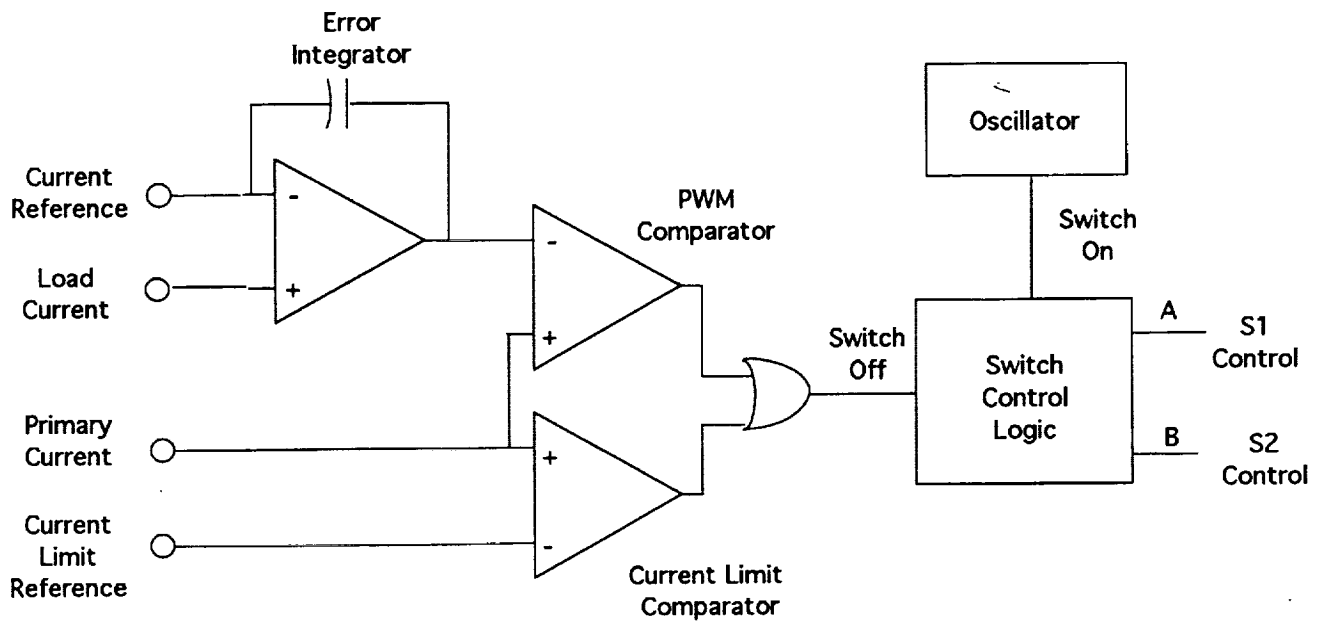 Error
Integrator
Oscillator
Current
Reference
-
PWM
Comparator
-
Switch
On
Load
Current
+
+
Switch
Off
Switch
Control
Logic
A
S1
Control
Primary
Current
+
B
S2
Control
Current
Limit
Reference
-
Current Limit
Comparator